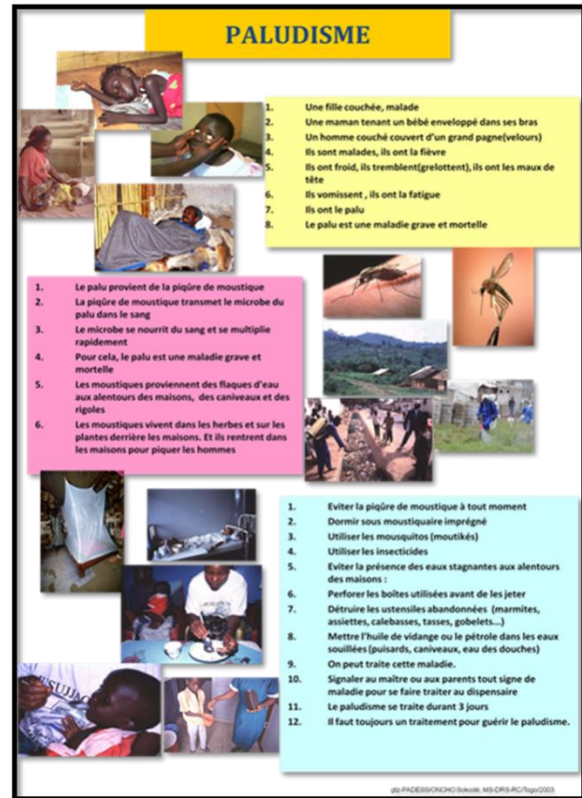 PALUDISME
1. Une fille couchée, malade
2. Une maman tenant un bébé enveloppé dans ses bras
3. Un homme couché couvert d'un grand pagne(velours)
4. Ils sont malades, ils ont la fièvre
5. Ils ont froid, ils tremblent(grelottent), ils ont les maux de
tête
6. Ils vomissent , ils ont la fatigue
7. Ils ont le palu
8. Le palu est une maladie grave et mortelle
1. Le palu provient de la piqûre de moustique
2. La piqûre de moustique transmet le microbe du
palu dans le sang
3. Le microbe se nourrit du sang et se multiplie
rapidement
4. Pour cela, le palu est une maladie grave et
mortelle
5. Les moustiques proviennent des flaques d'eau
aux alentours des maisons, des caniveaux et des
rigoles
6. Les moustiques vivent dans les herbes et sur les
plantes derrière les maisons. Et ils rentrent dans
les maisons pour piquer les hommes
1. Eviter la piqûre de moustique à tout moment
2. Dormir sous moustiquaire imprégné
3. Utiliser les mousquitos (moutikés)
4. Utiliser les insecticides
5. Eviter la présence des eaux stagnantes aux alentours
des maisons :
6. Perforer les boîtes utilisées avant de les jeter
7. Détruire les ustensiles abandonnées (marmites,
assiettes, calebasses, tasses, gobelets...)
8. Mettre l'huile de vidange ou le pétrole dans les eaux
souillées (puisards, caniveaux, eau des douches)
9. On peut traite cette maladie.
10. Signaler au maître ou aux parents tout signe de
maladie pour se faire traiter au dispensaire
11. Le paludisme se traite durant 3 jours
12. Il faut toujours un traitement pour guérir le paludisme.
gtz-PADESS/ONCHO Sokodé, MS-DRS-RC/Togo/2003